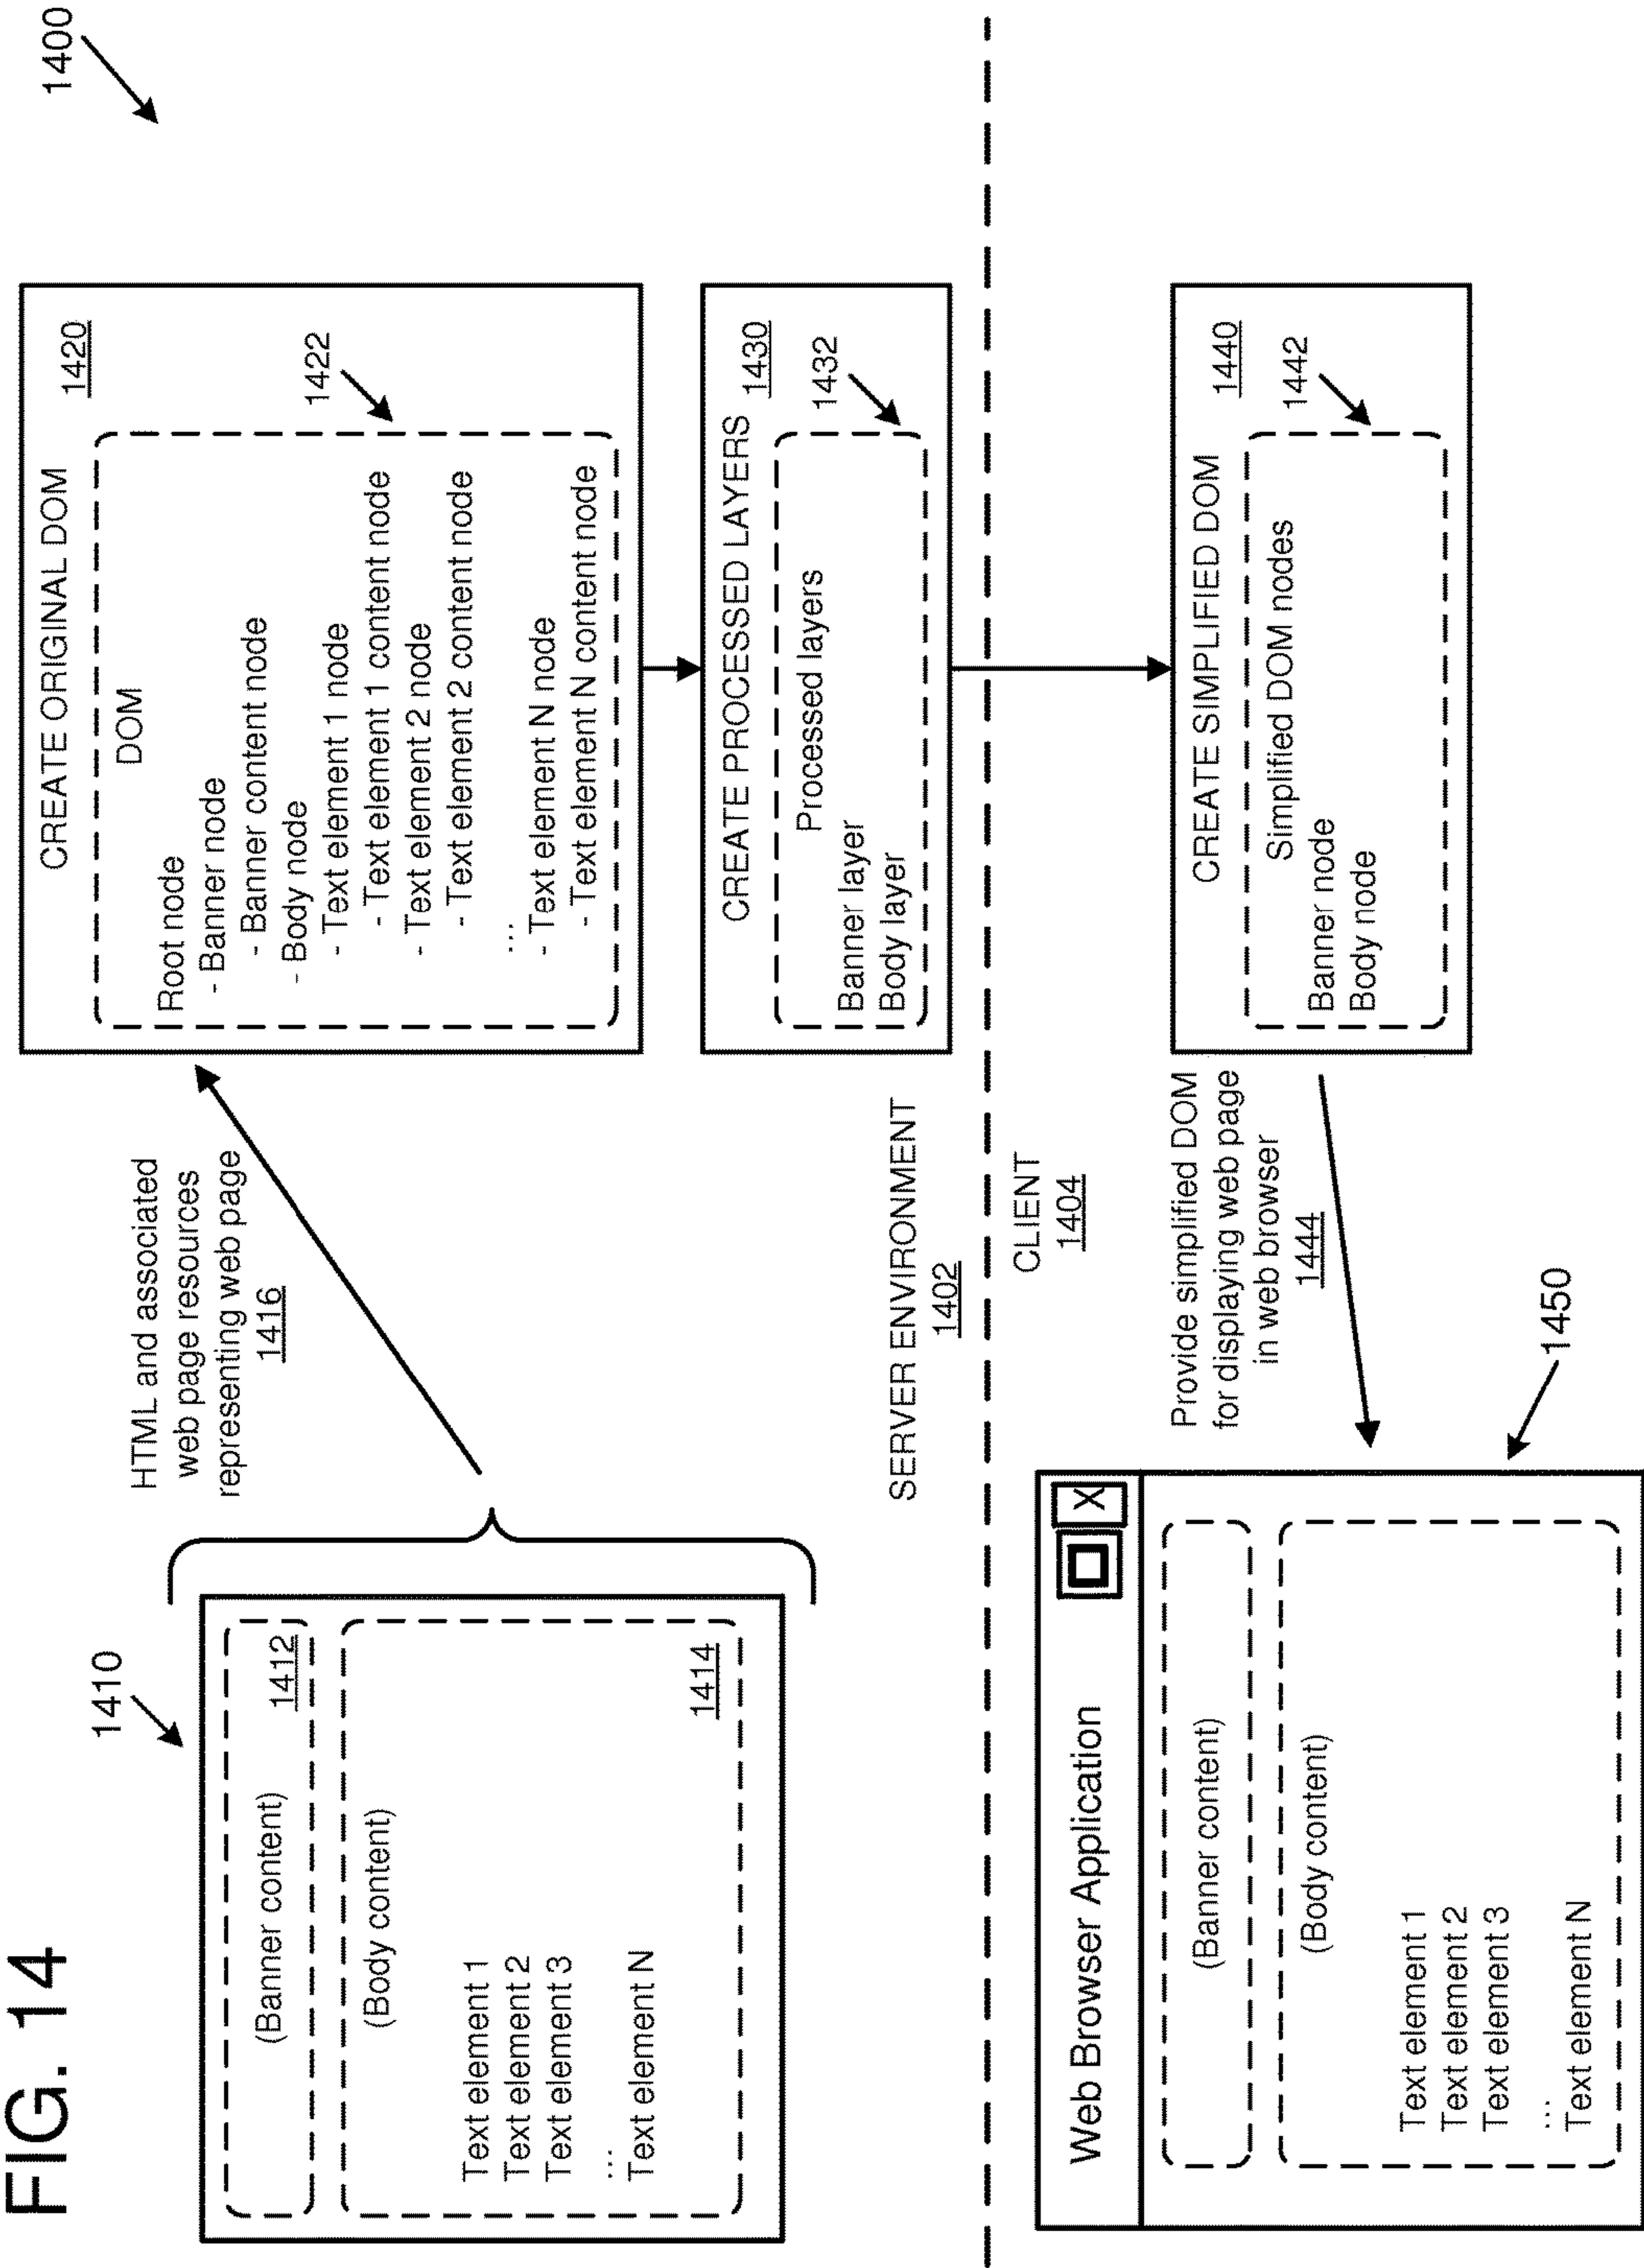 FIG. 14
1400
1410
(Banner content)
1412
(Body content)
Text element 1
Text element 2
Text element 3
...
Text element N
1414
HTML and associated
web page resources
representing web page
1416
CREATE ORIGINAL DOM
1420
DOM
1422
Root node
- Banner node
- Banner content node
- Body node
- Text element 1 node
- Text element 1 content node
- Text element 2 node
- Text element 2 content node
...
- Text element N node
- Text element N content node
CREATE PROCESSED LAYERS
1430
Processed layers
1432
Banner layer
Body layer
SERVER ENVIRONMENT
1402
CLIENT
1404
CREATE SIMPLIFIED DOM
1440
Simplified DOM nodes
1442
Banner node
Body node
Provide simplified DOM
for displaying web page
in web browser
1444
1450
Web Browser Application
X
(Banner content)
(Body content)
Text element 1
Text element 2
Text element 3
...
Text element N